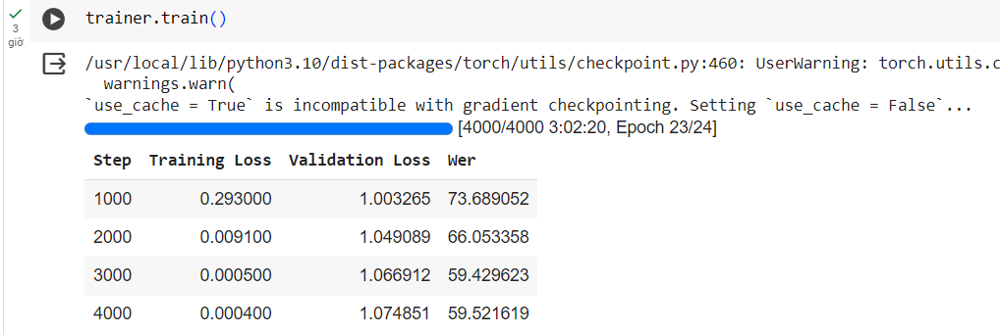 trainer.train()
3
giờ
/usr/local/lib/python3.10/dist-packages/torch/utils/checkpoint.py:460: UserWarning: torch.utils.c
warnings.warn(
`use_cache = True` is incompatible with gradient checkpointing. Setting `use_cache = False`...
[4000/4000 3:02:20, Epoch 23/24]
Step Training Loss Validation Loss Wer
1000 0.293000 1.003265 73.689052
2000 0.009100 1.049089 66.053358
3000 0.000500 1.066912 59.429623
4000 0.000400 1.074851 59.521619